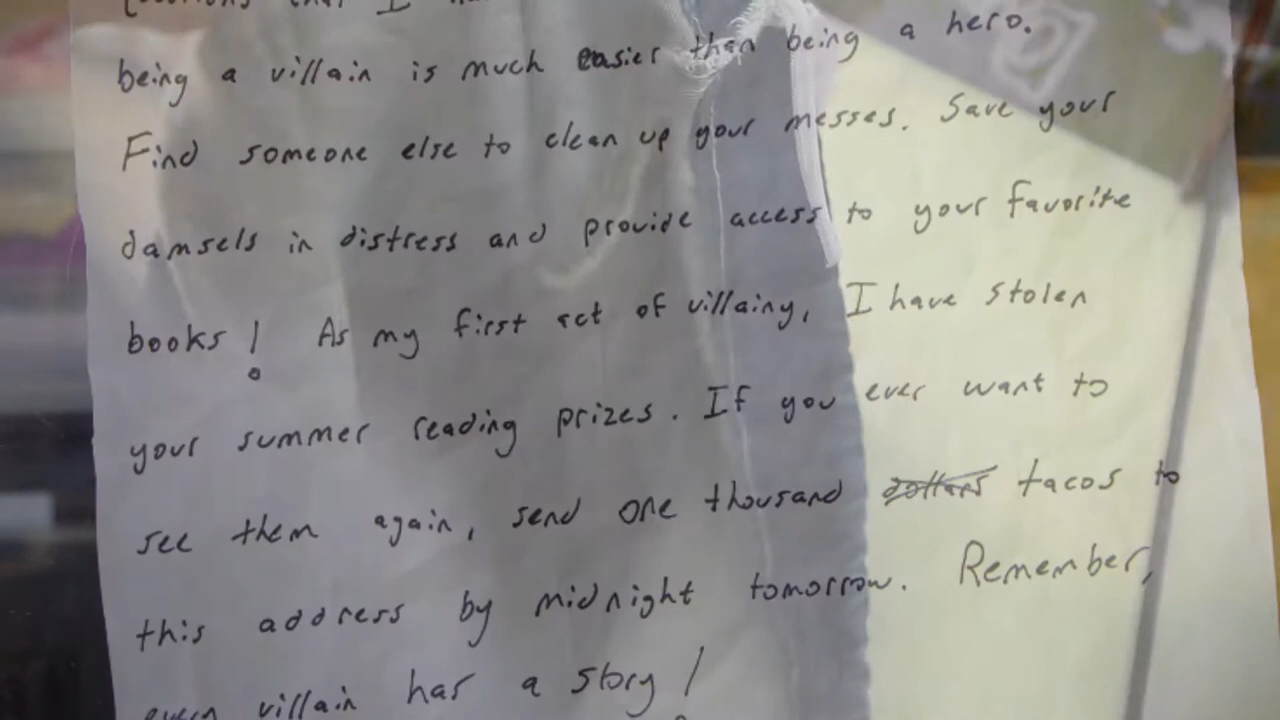 that I
being a villain is much easier than being a hero.
Find someone else to clean up your messes. Save your
damsels in distress and provide access to your favorite
books! As my first act of villainy, I have stolen
your summer reading prizes. If you ever want to
see them again, send one thousand dollars tacos to
this address by midnight tomorrow. Remember,
every villain has a story!